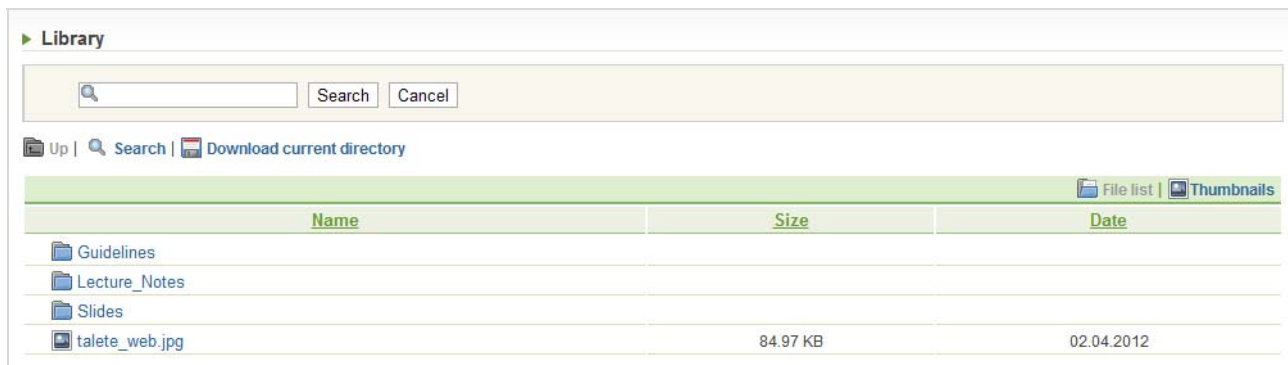 Library
Search Cancel
Up | Search | Download current directory
File list | Thumbnails
Name Size Date
Guidelines
Lecture_Notes
Slides
talete_web.jpg 84.97 KB 02.04.2012